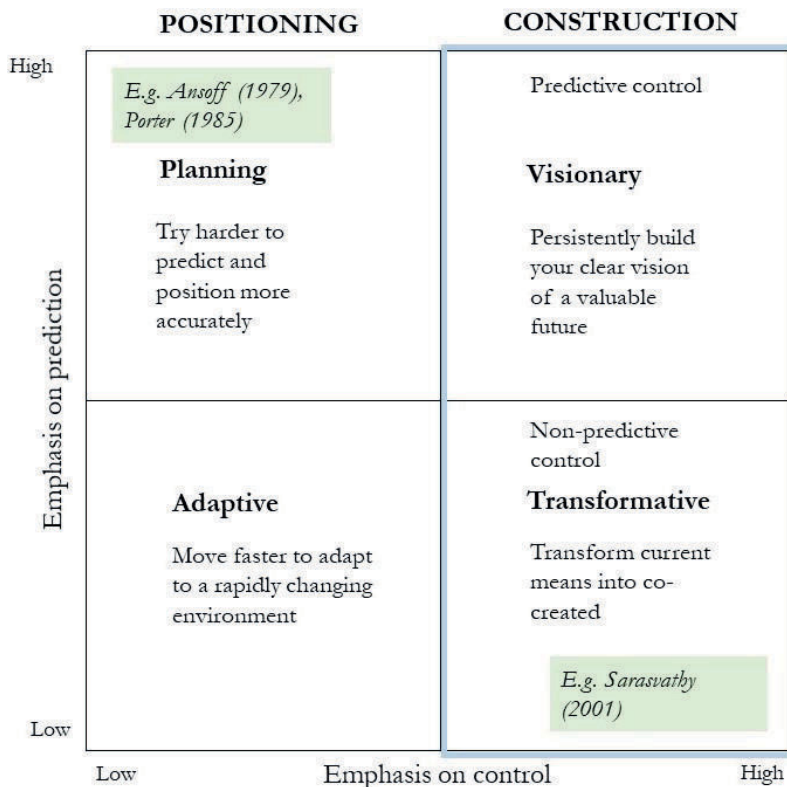 POSITIONING
CONSTRUCTION
High
E.g. Ansoff (1979),
Porter (1985)
Planning
Try harder to
predict and
position more
accurately
Predictive control
Visionary
Persistently build
your clear vision
of a valuable
future
Emphasis on prediction
Adaptive
Move faster to adapt
to a rapidly changing
environment
Non-predictive
control
Transformative
Transform current
means into co-
created
E.g. Sarasvathy
(2001)
Low
Low
Emphasis on control
High